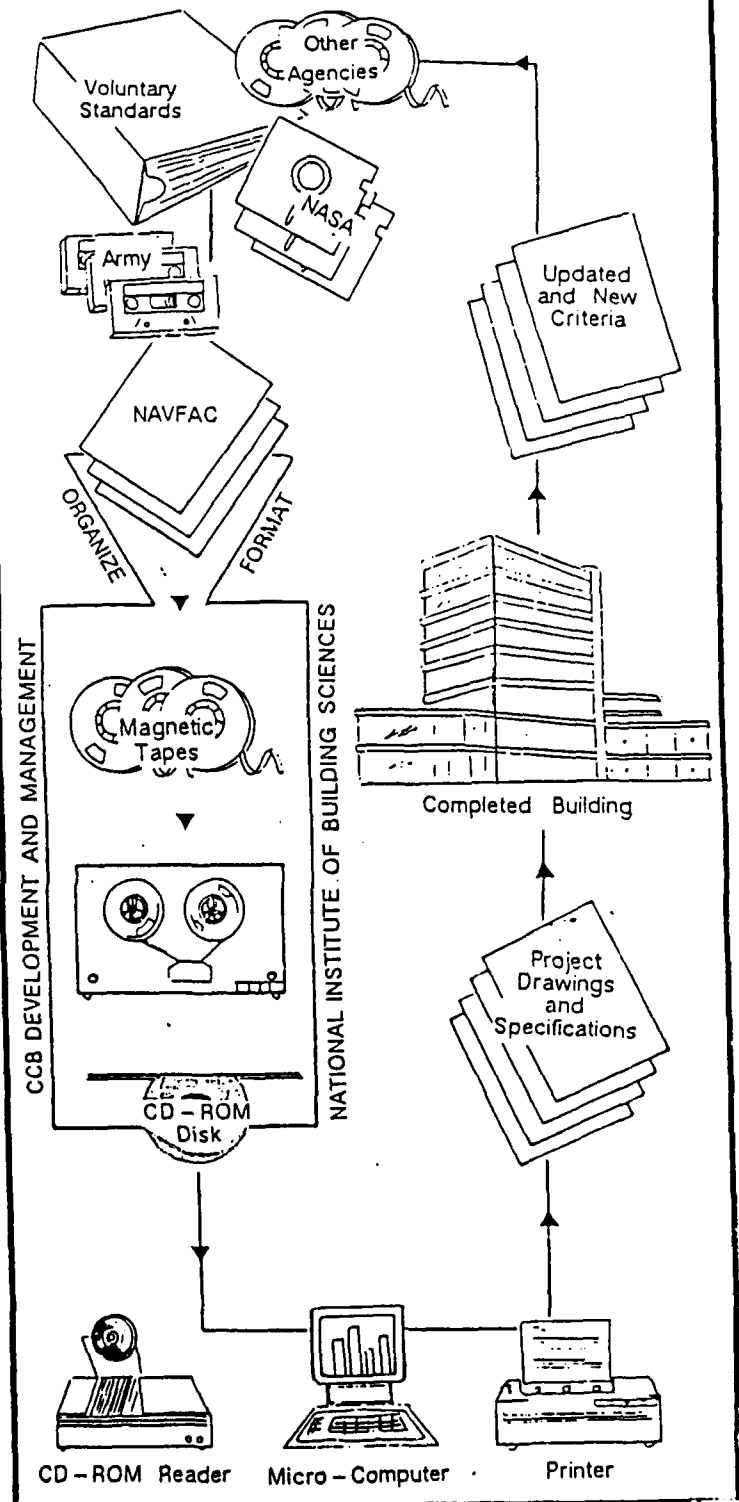 Other
Agencies
Voluntary
Standards
NASA
Army
NAVFAC
Updated
and New
Criteria
ORGANIZE
FORMAT
CCB DEVELOPMENT AND MANAGEMENT
NATIONAL INSTITUTE OF BUILDING SCIENCES
Magnetic
Tapes
Completed Building
Project
Drawings
and
Specifications
CD-ROM
Disk
CD-ROM Reader
Micro-Computer
Printer